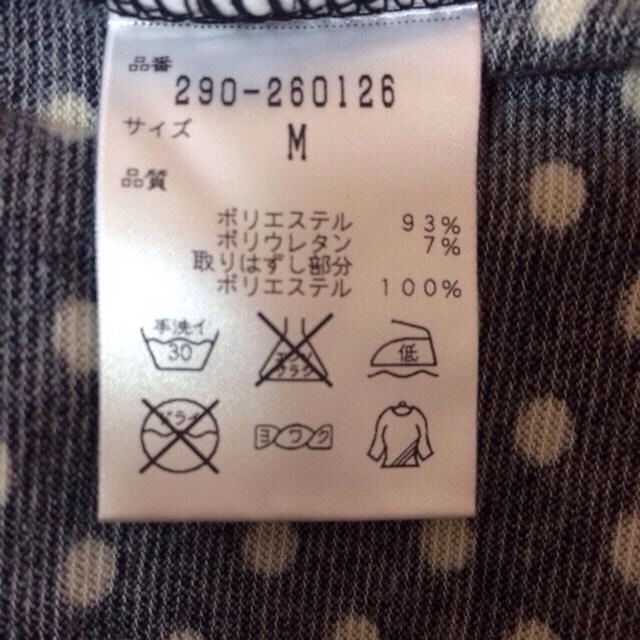 品番
290-260126
サイズ
M
品質
ポリエステル 93%
ポリウレタン 7%
取りはずし部分
ポリエステル 100%
手洗イ
30
低
ドライ
ヨワク